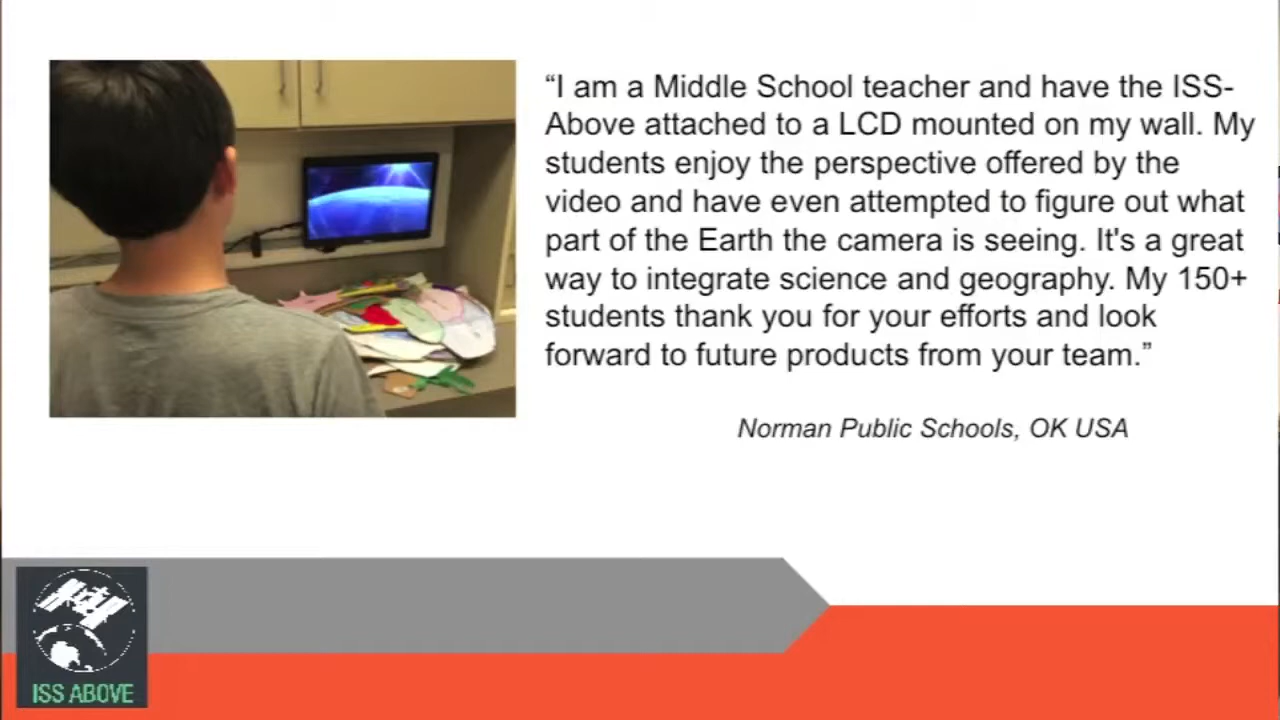 “I am a Middle School teacher and have the ISS-
Above attached to a LCD mounted on my wall. My
students enjoy the perspective offered by the
video and have even attempted to figure out what
part of the Earth the camera is seeing. It's a great
way to integrate science and geography. My 150+
students thank you for your efforts and look
forward to future products from your team.”
Norman Public Schools, OK USA
ISS ABOVE